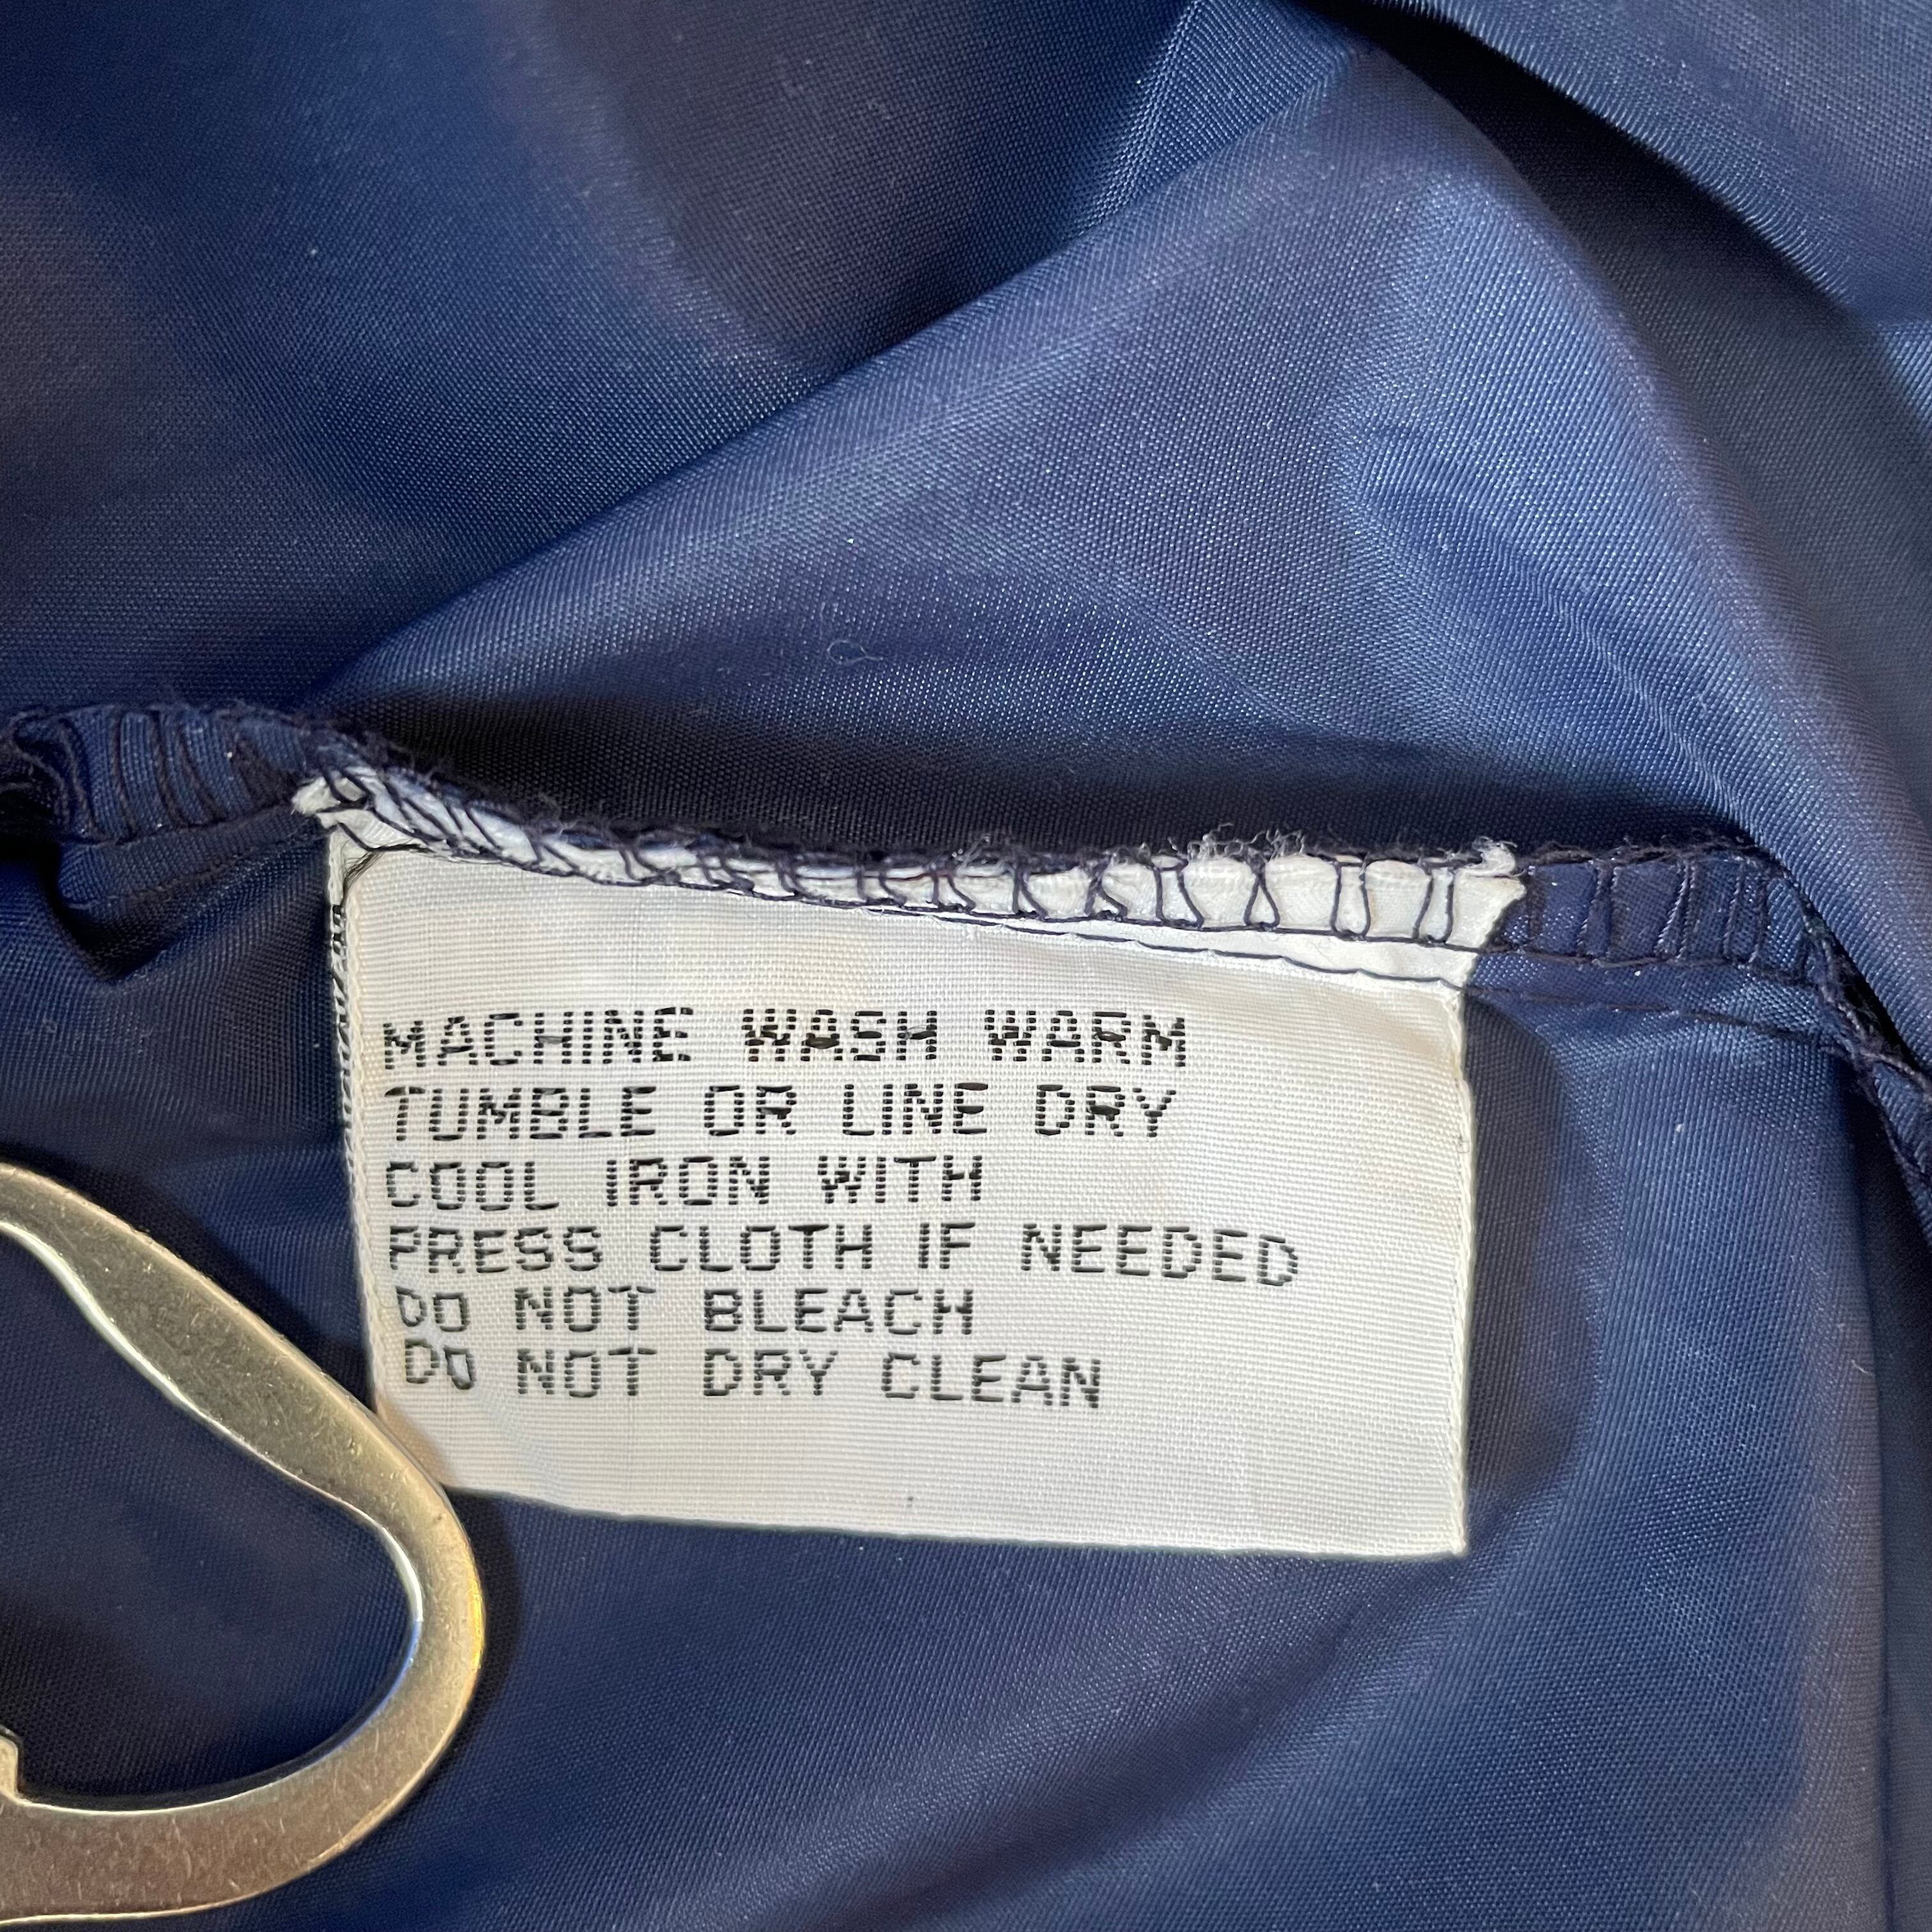 MACHINE WASH WARM
TUMBLE OR LINE DRY
COOL IRON WITH
PRESS CLOTH IF NEEDED
DO NOT BLEACH
DO NOT DRY CLEAN